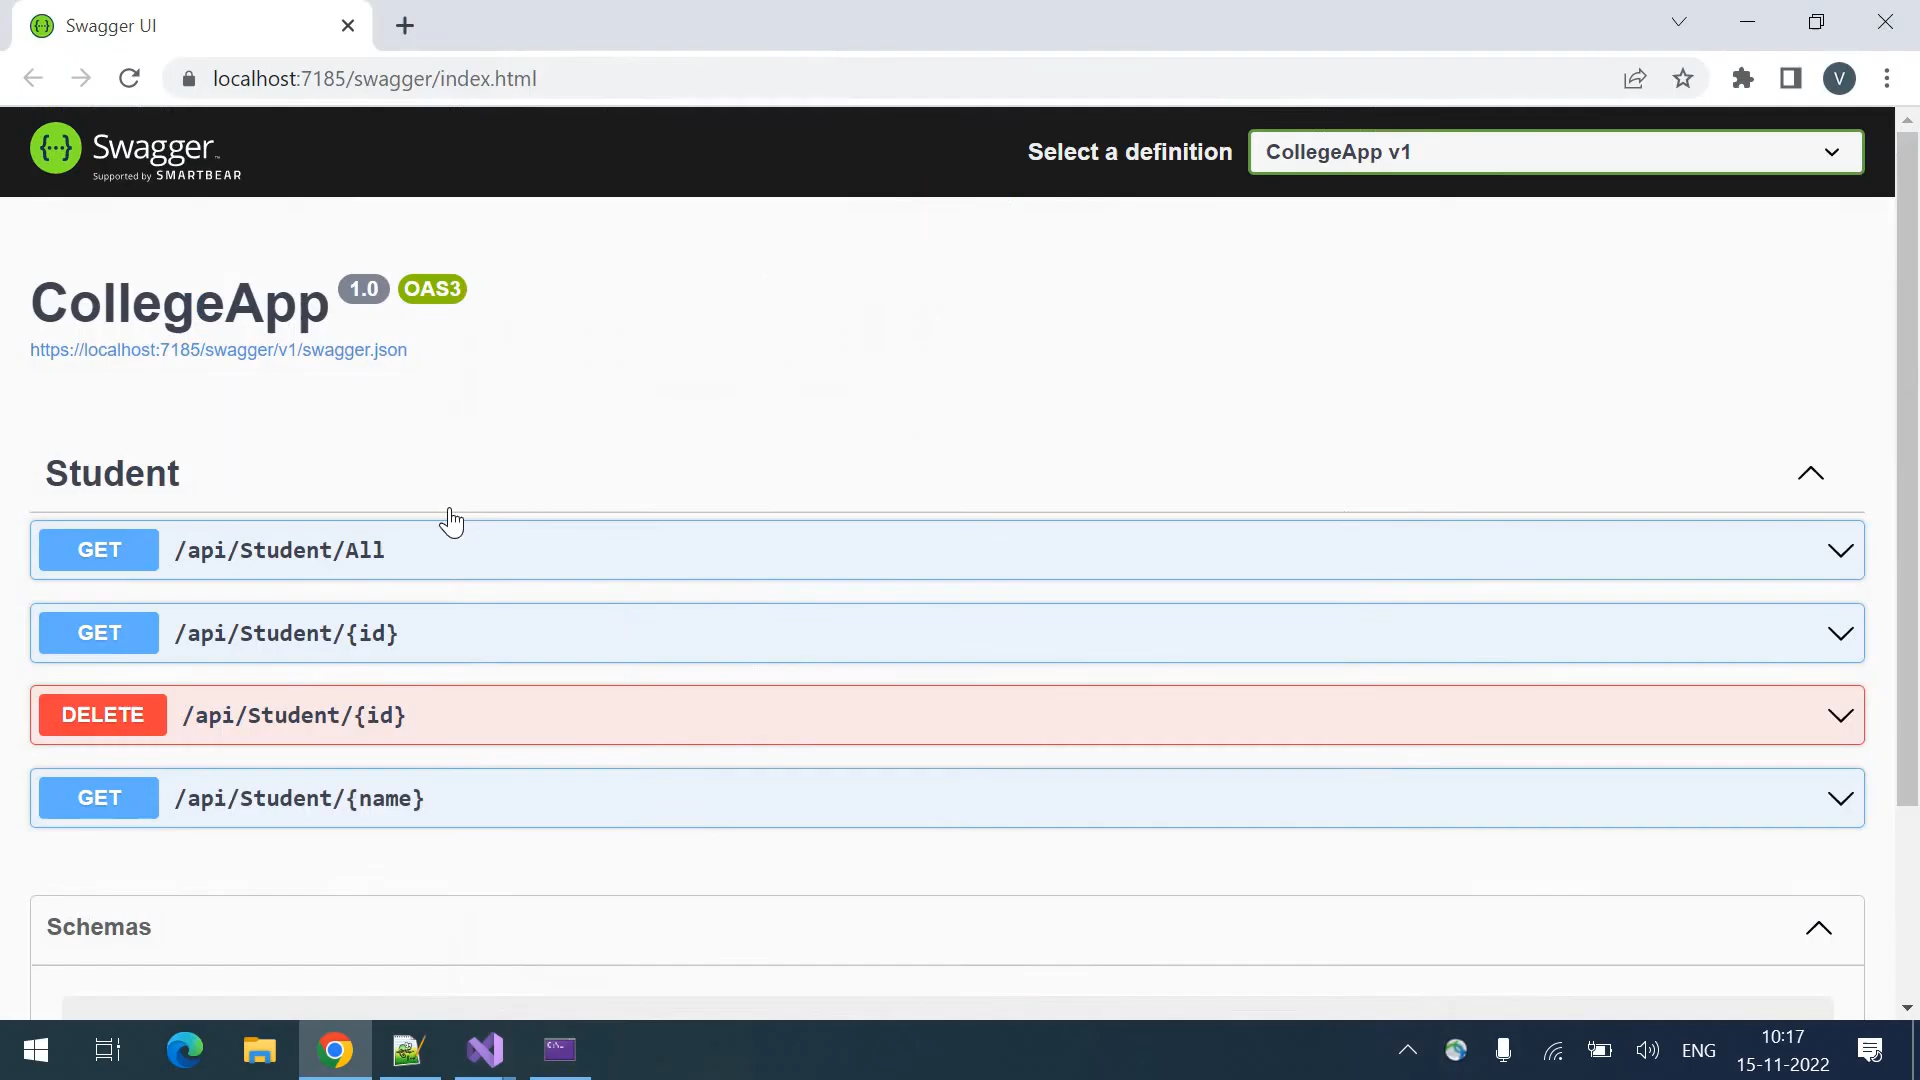 Swagger UI
localhost:7185/swagger/index.html
V
Swagger™
Supported by SMARTBEAR
Select a definition
CollegeApp v1
CollegeApp 1.0 OAS3
https://localhost:7185/swagger/v1/swagger.json
Student
GET /api/Student/All
GET /api/Student/{id}
DELETE /api/Student/{id}
GET /api/Student/{name}
Schemas
ENG
10:17
15-11-2022